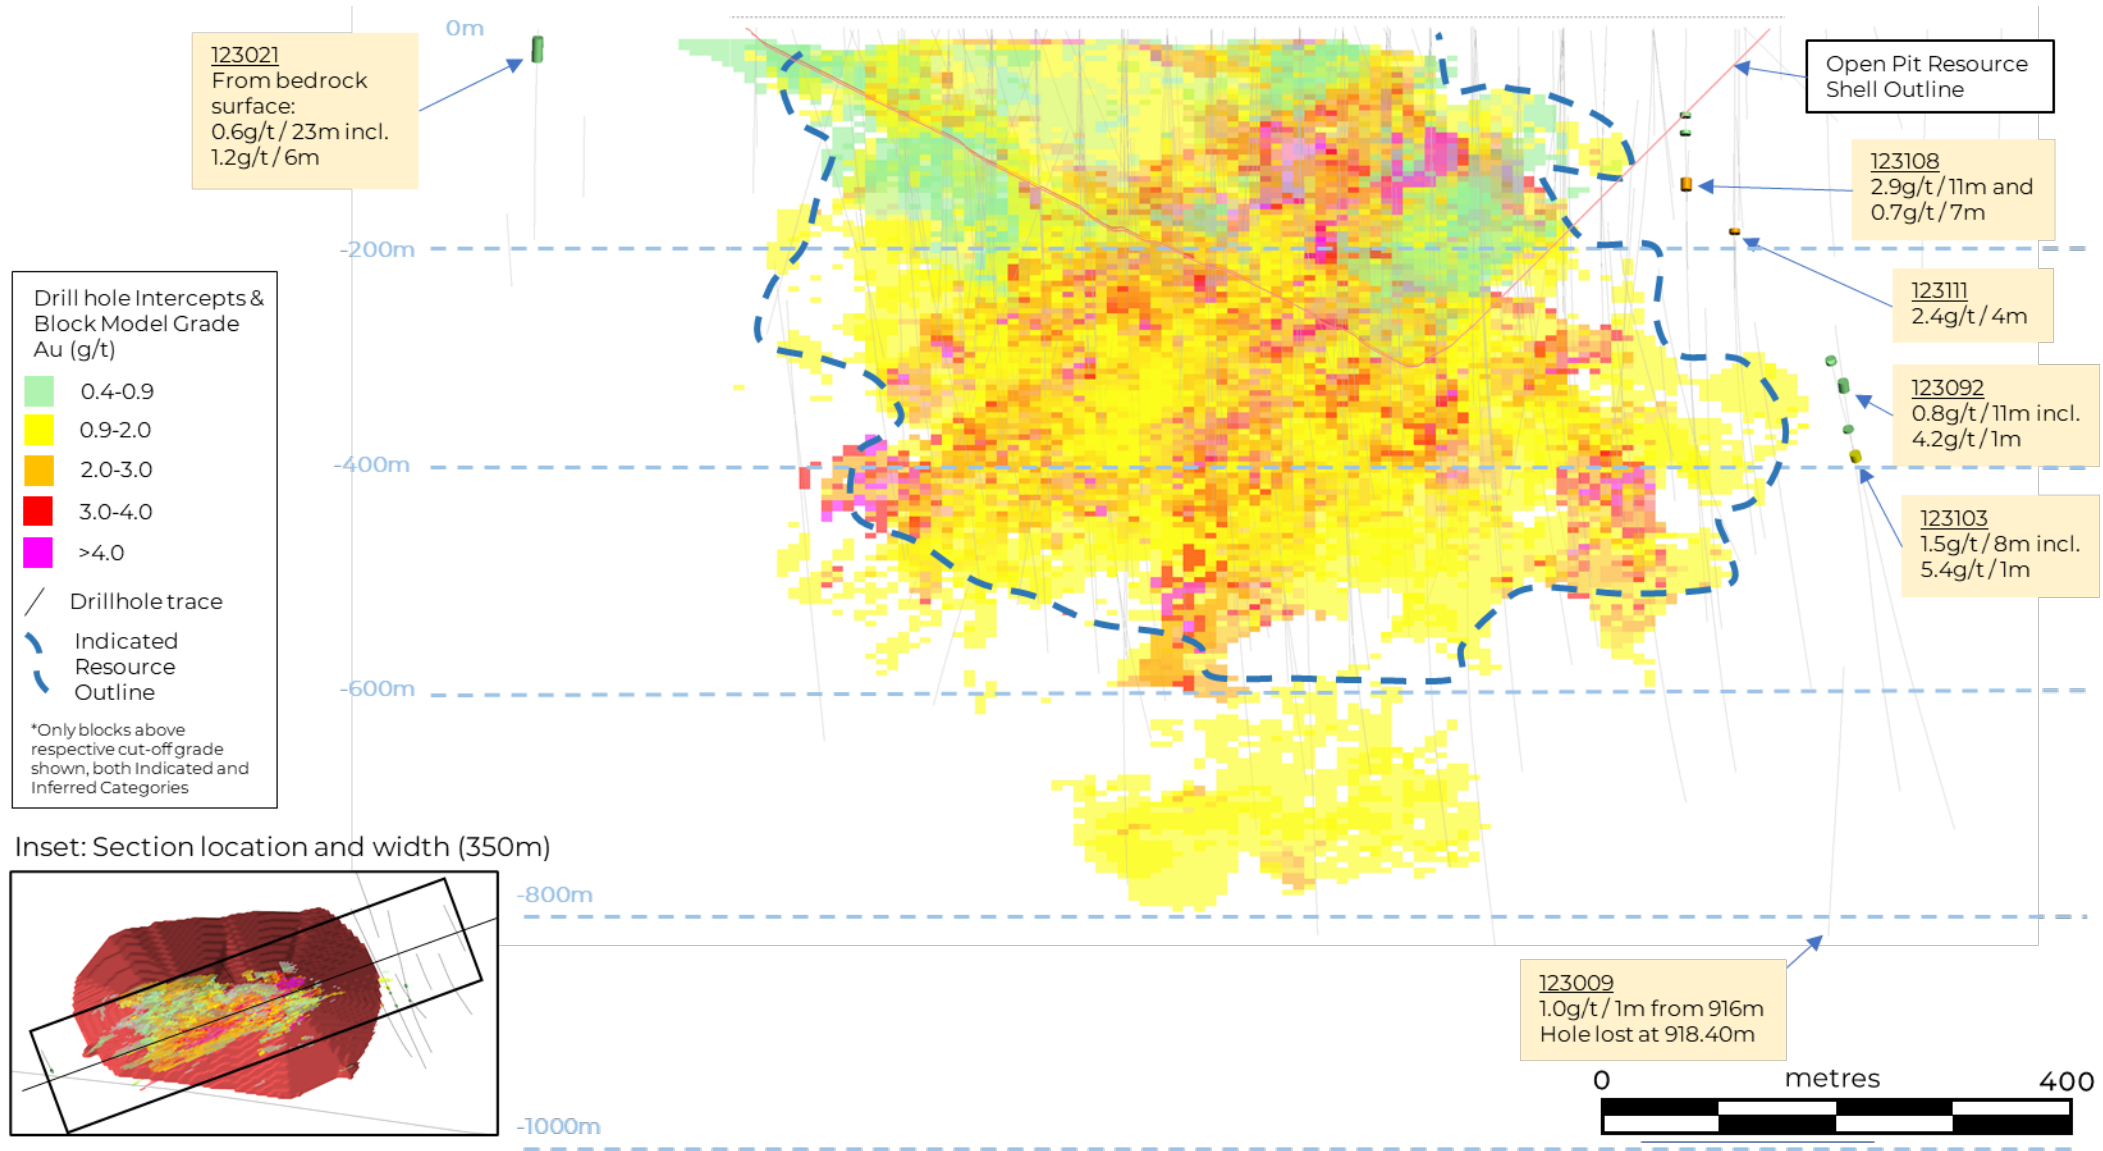 0m
123021
From bedrock
surface:
0.6g/t / 23m incl.
1.2g/t / 6m
Open Pit Resource
Shell Outline
123108
2.9g/t / 11m and
0.7g/t / 7m
-200m
123111
2.4g/t / 4m
Drill hole Intercepts &
Block Model Grade
Au (g/t)
0.4-0.9
0.9-2.0
2.0-3.0
3.0-4.0
>4.0
Drillhole trace
Indicated
Resource
Outline
*Only blocks above
respective cut-off grade
shown, both Indicated and
Inferred Categories
123092
0.8g/t / 11m incl.
4.2g/t / 1m
-400m
123103
1.5g/t / 8m incl.
5.4g/t / 1m
-600m
Inset: Section location and width (350m)
-800m
123009
1.0g/t / 1m from 916m
Hole lost at 918.40m
0 metres 400
-1000m